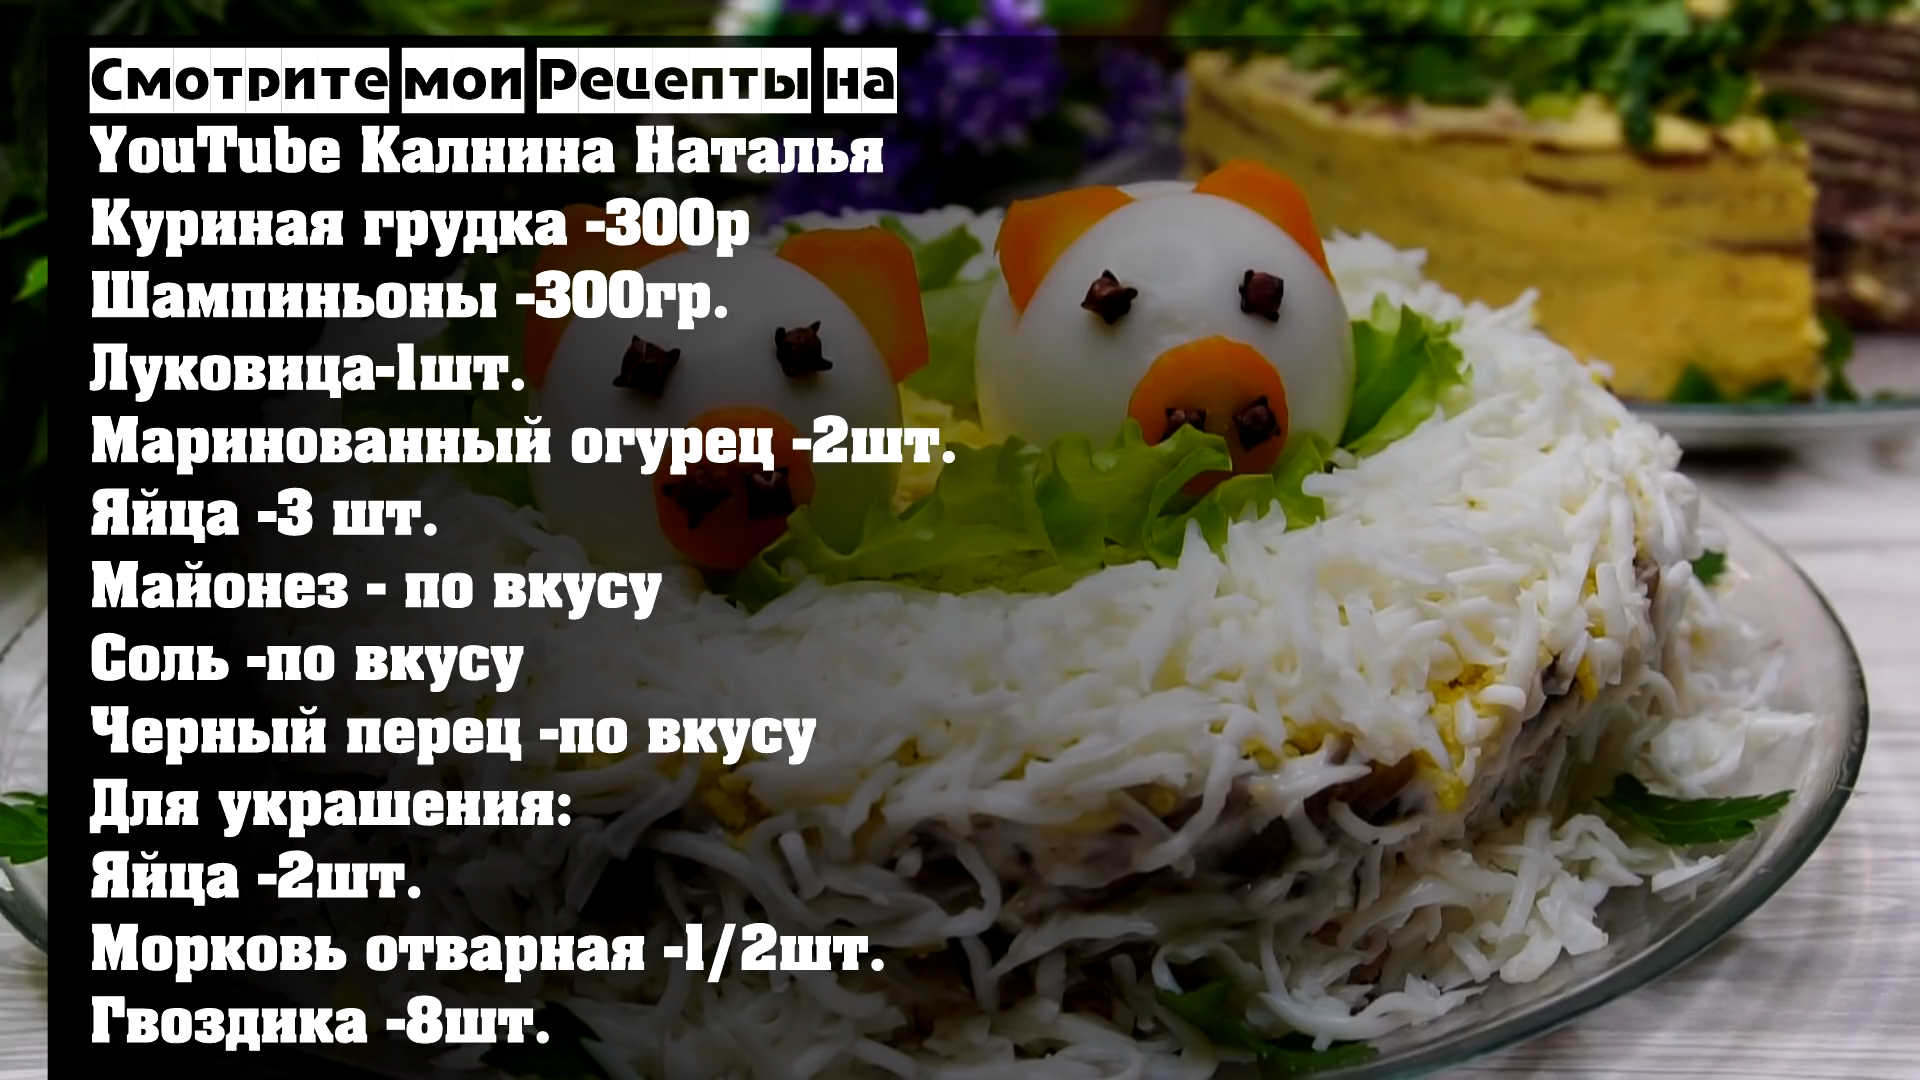 Смотрите мои Рецепты на
YouTube Калнина Наталья
Куриная грудка -300р
Шампиньоны -300гр.
Луковица-1шт.
Маринованный огурец -2шт.
Яйца -3 шт.
Майонез - по вкусу
Соль -по вкусу
Черный перец -по вкусу
Для украшения:
Яйца -2шт.
Морковь отварная -1/2шт.
Гвоздика -8шт.